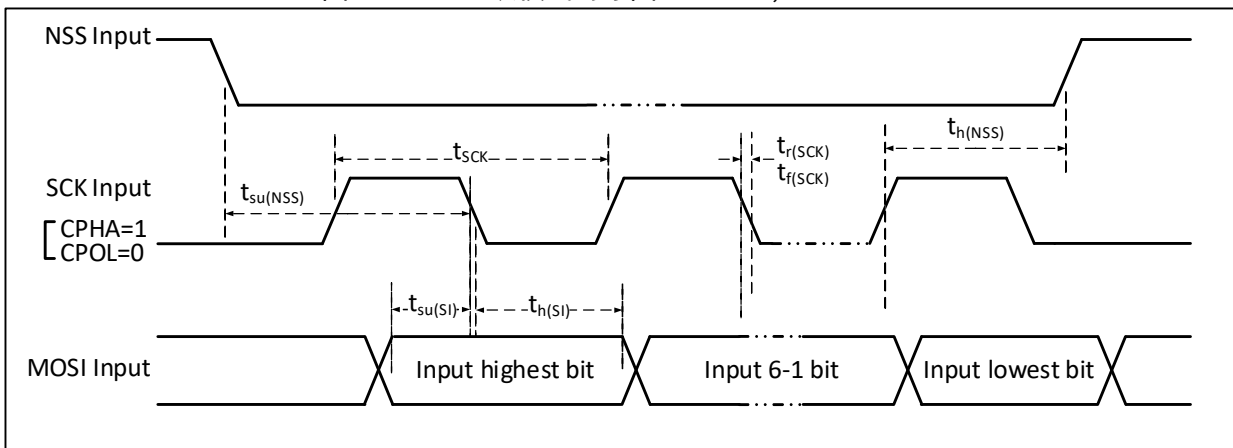 NSS Input
th(NSS)
tSCK
tr(SCK)
SCK Input
tf(SCK)
tsu(NSS)
CPHA=1
CPOL=0
tsu(SI)
th(SI)
MOSI Input
Input highest bit
Input 6-1 bit
Input lowest bit